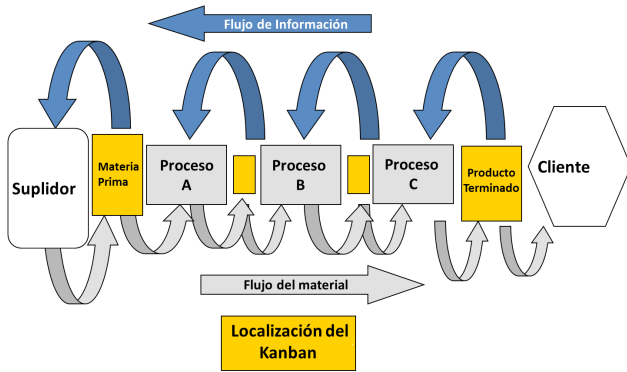 Flujo de Información
Suplidor
Materia
Prima
Proceso
A
Proceso
B
Proceso
C
Producto
Terminado
Cliente
Flujo del material
Localización del
Kanban